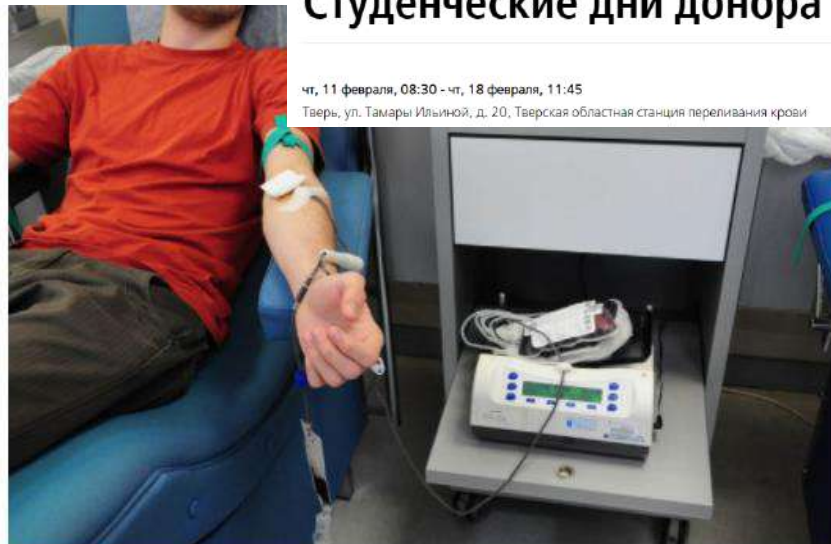 Студенческие дни донора
чт, 11 февраля, 08:30 - чт, 18 февраля, 11:45
Тверь, ул. Тамары Ильиной, д. 20, Тверская областная станция переливания крови